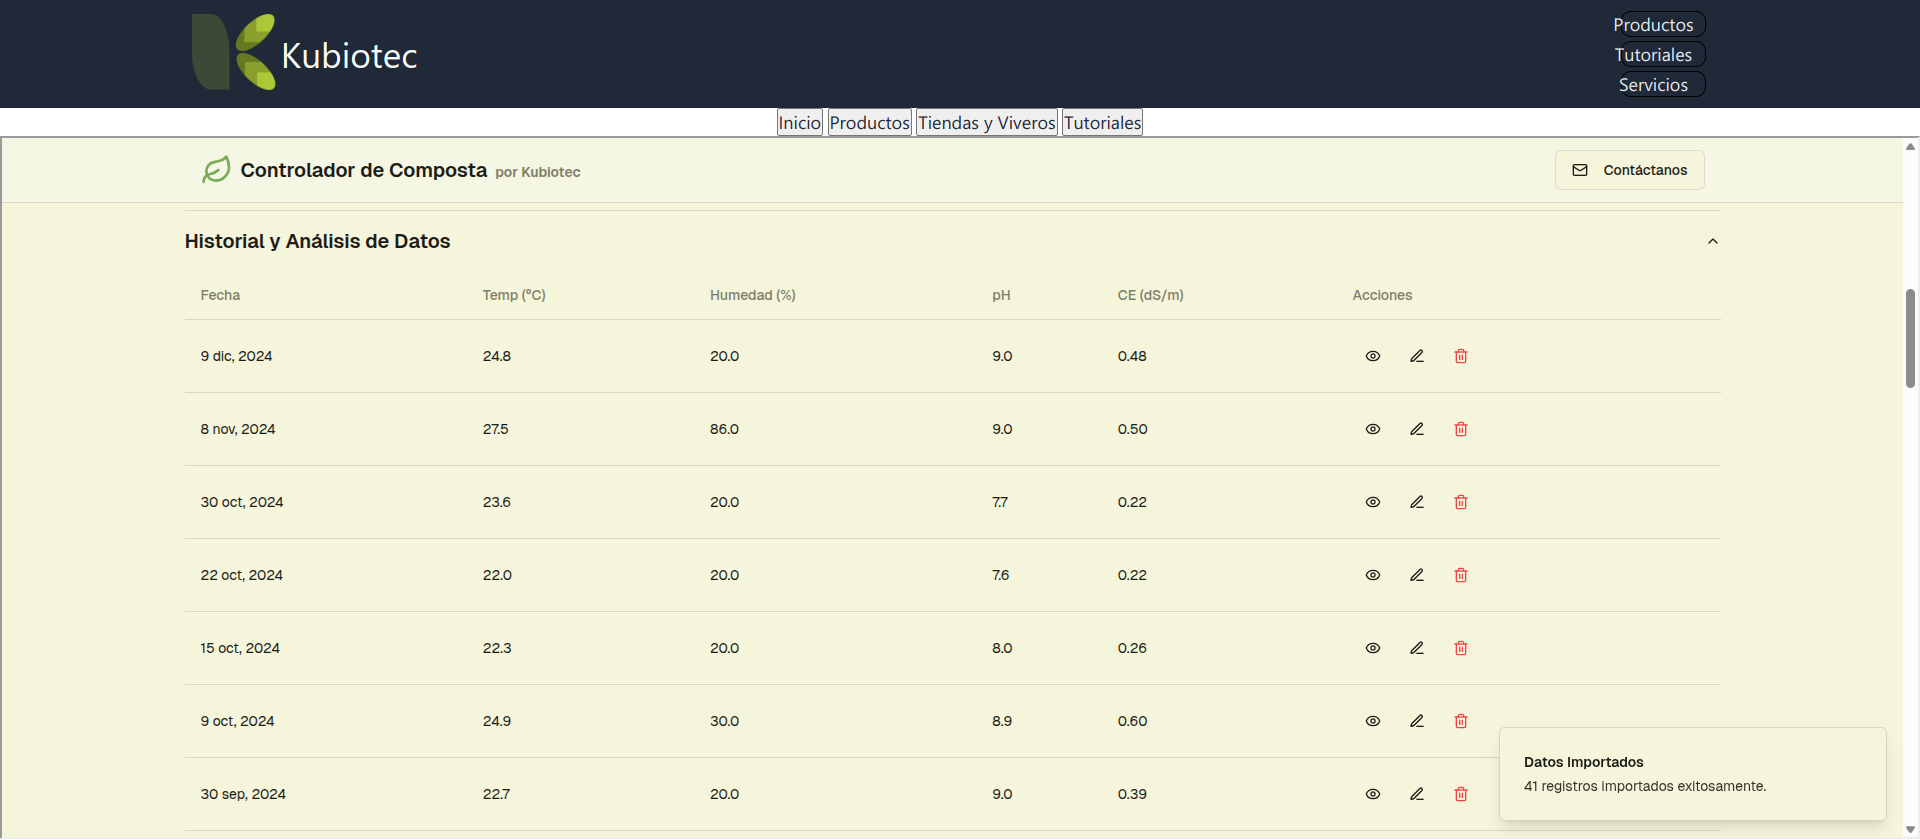 Kubiotec
Productos
Tutoriales
Servicios
Inicio Productos Tiendas y Viveros Tutoriales
Controlador de Composta por Kubiotec
Contáctanos
Historial y Análisis de Datos
Fecha Temp (°C) Humedad (%) pH CE (dS/m) Acciones
9 dic, 2024 24.8 20.0 9.0 0.48
8 nov, 2024 27.5 86.0 9.0 0.50
30 oct, 2024 23.6 20.0 7.7 0.22
22 oct, 2024 22.0 20.0 7.6 0.22
15 oct, 2024 22.3 20.0 8.0 0.26
9 oct, 2024 24.9 30.0 8.9 0.60
30 sep, 2024 22.7 20.0 9.0 0.39
Datos Importados
41 registros importados exitosamente.